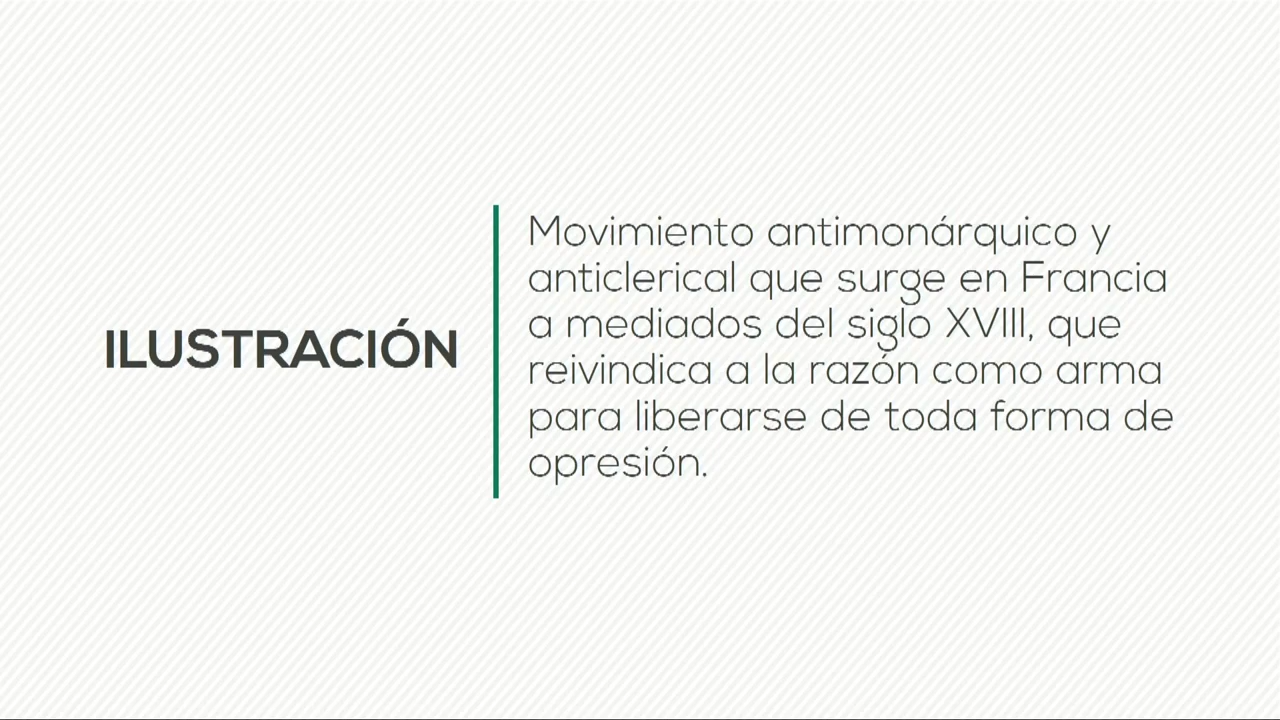 ILUSTRACIÓN
Movimiento antimonárquico y
anticlerical que surge en Francia
a mediados del siglo XVIII, que
reivindica a la razón como arma
para liberarse de toda forma de
opresión.